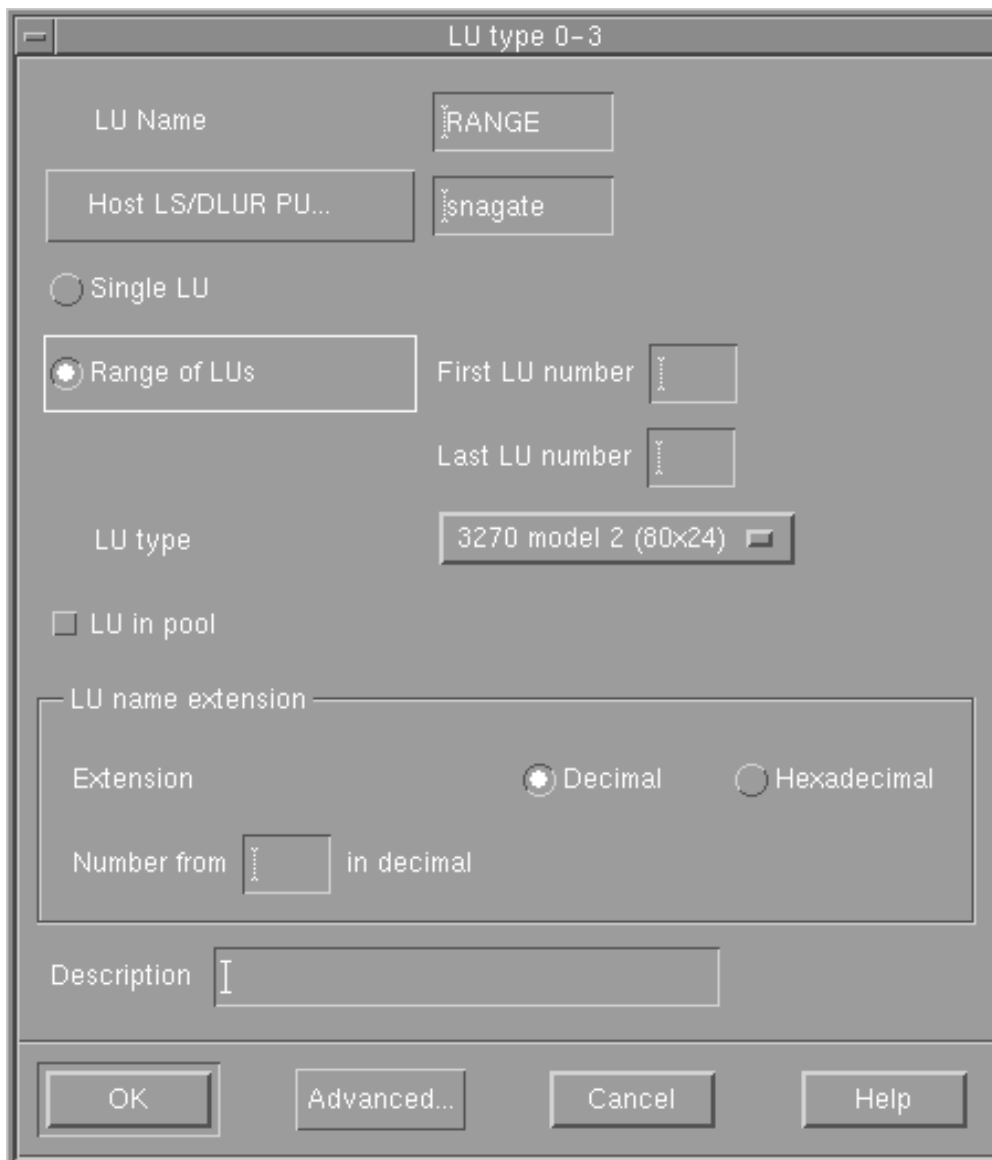 LU type 0-3
LU Name RANGE
Host LS/DLUR PU... snagate
Single LU
Range of LUs First LU number
Last LU number
LU type 3270 model 2 (80x24)
LU in pool
LU name extension
Extension Decimal Hexadecimal
Number from in decimal
Description
OK Advanced... Cancel Help